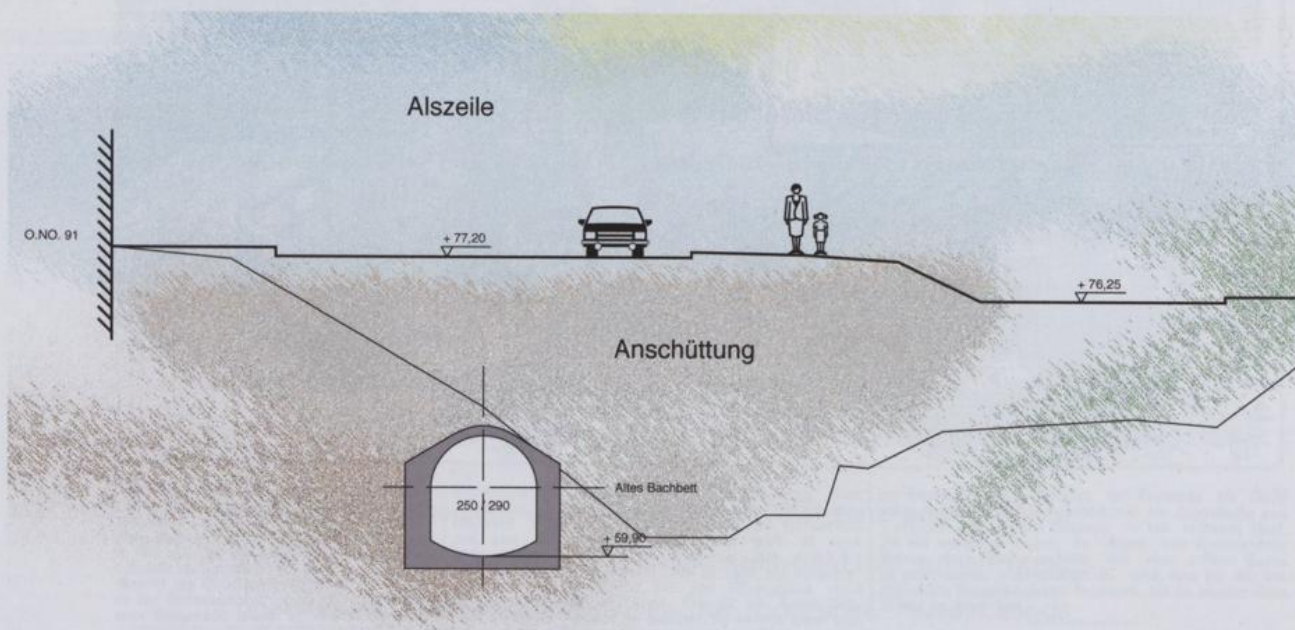 Alszeile
O.NO. 91
+ 77,20
+ 76,25
Anschüttung
Altes Bachbett
250 / 290
+ 59,90